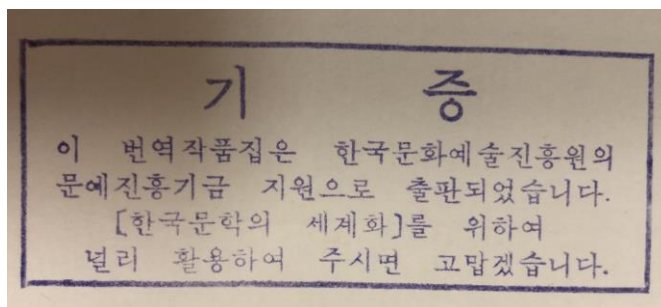 기 증
이 번역작품집은 한국문화예술진흥원의
문예진흥기금 지원으로 출판되었습니다.
[한국문학의 세계화]를 위하여
널리 활용하여 주시면 고맙겠습니다.